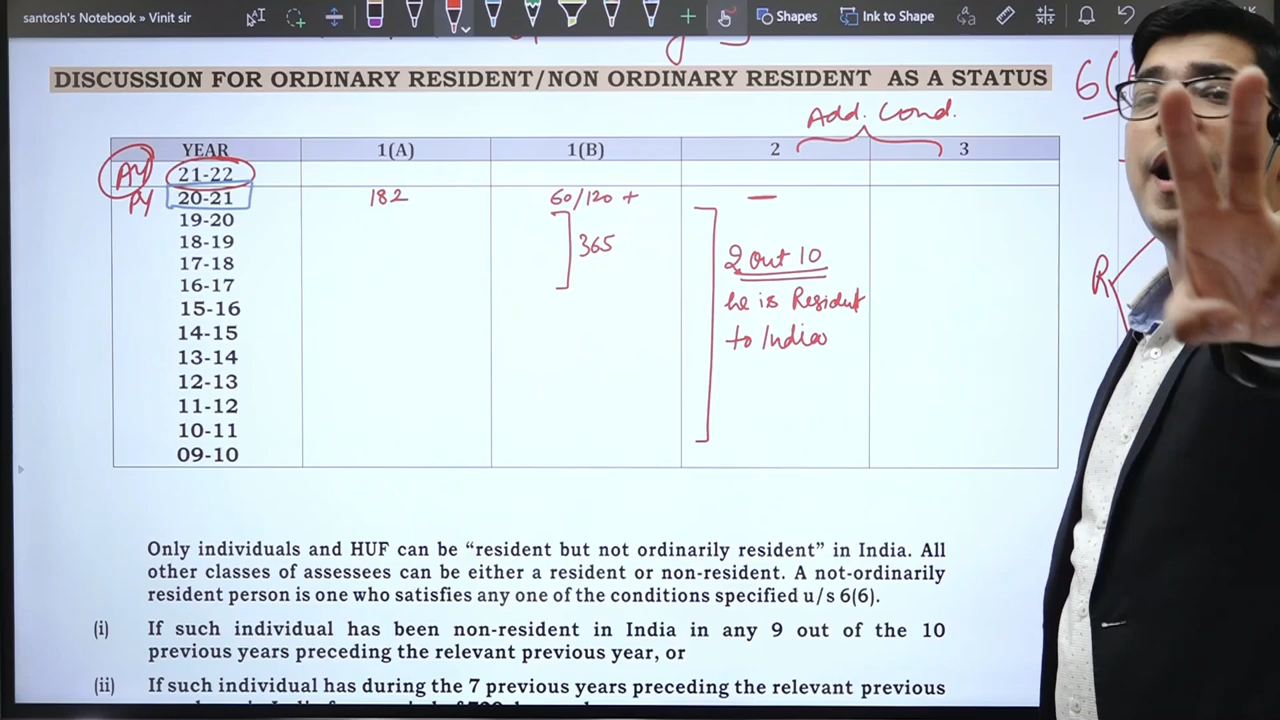 santosh's Notebook » Vinit sir
Shapes
Ink to Shape
DISCUSSION FOR ORDINARY RESIDENT/NON ORDINARY RESIDENT AS A STATUS
6(
Add. Cond.
YEAR 1(A) 1(B) 2 3
AY 21-22
PY 20-21 182 60/120 + —
19-20
18-19 365
17-18 2 out 10
16-17 he is Resident
15-16
14-15 to India
13-14
12-13
11-12
10-11
09-10
R
Only individuals and HUF can be “resident but not ordinarily resident” in India. All
other classes of assessees can be either a resident or non-resident. A not-ordinarily
resident person is one who satisfies any one of the conditions specified u/s 6(6).
(i) If such individual has been non-resident in India in any 9 out of the 10
previous years preceding the relevant previous year, or
(ii) If such individual has during the 7 previous years preceding the relevant previous